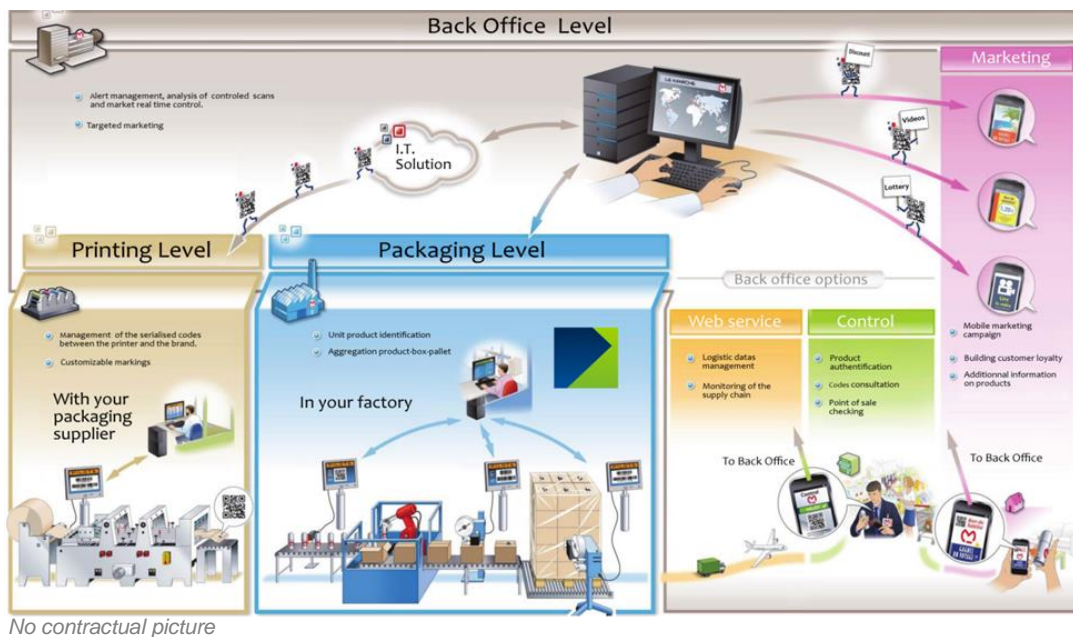 Back Office Level
Alert management, analysis of controled scans
and market real time control.
Targeted marketing
I.T.
Solution
Discount
Videos
Lottery
Marketing
Mobile marketing
campaign
Building customer loyalty
Additionnal information
on products
Printing Level
Management of the serialised codes
between the printer and the brand.
Customizable markings
With your
packaging
supplier
Packaging Level
Unit product identification
Aggregation product-box-pallet
In your factory
Back office options
Web service
Logistic datas
management
Monitoring of the
supply chain
Control
Product
authentification
Codes consultation
Point of sale
checking
To Back Office
To Back Office
Control
No contractual picture